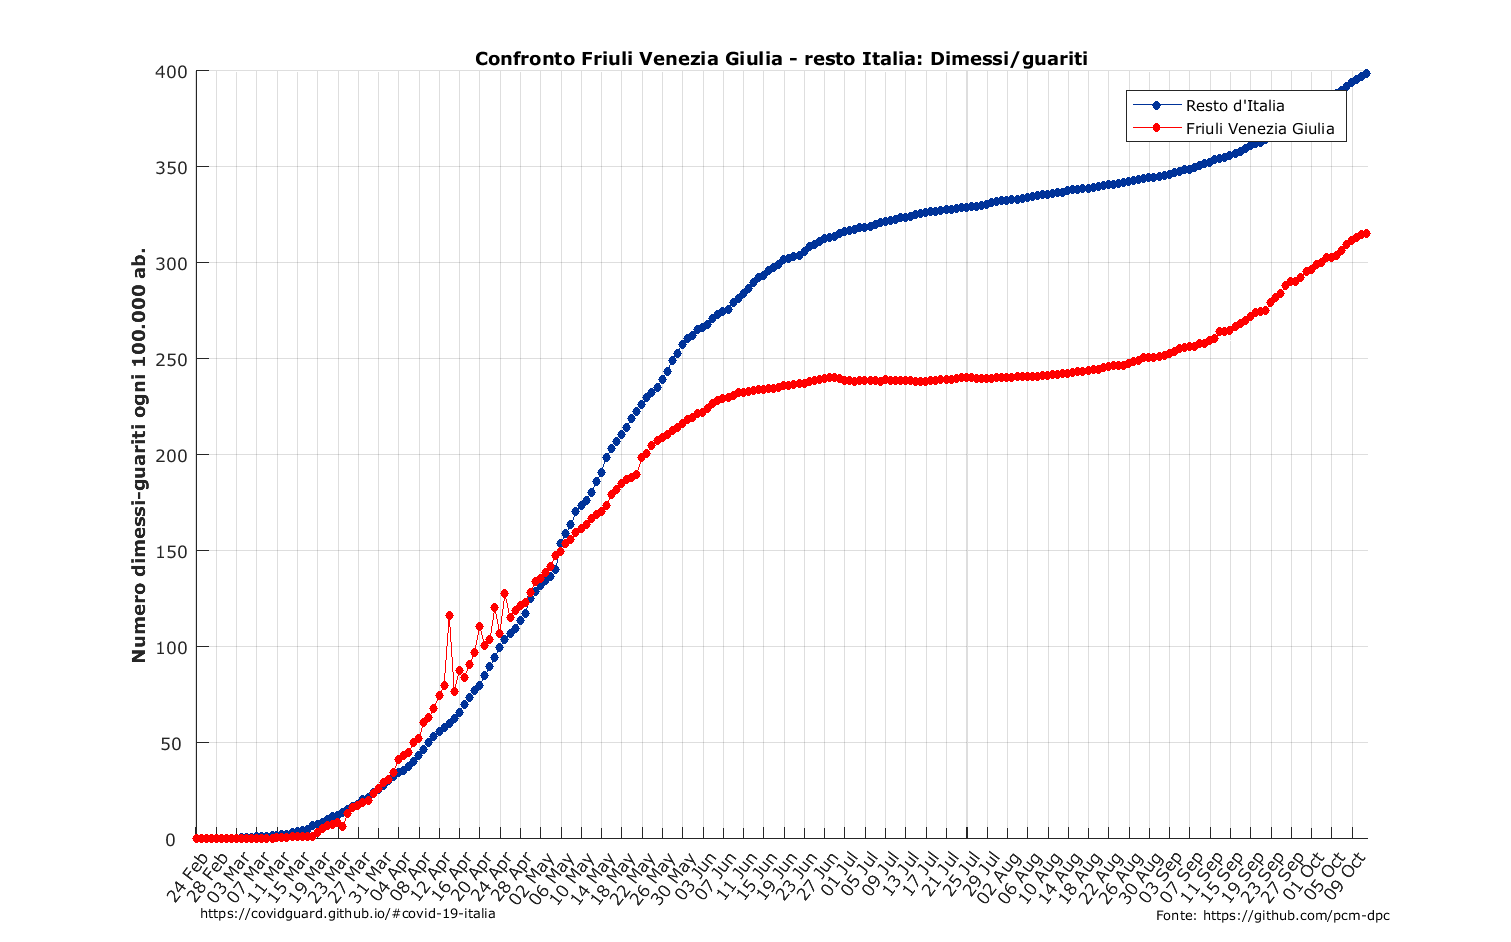 Confronto Friuli Venezia Giulia - resto Italia: Dimessi/guariti
Numero dimessi-guariti ogni 100.000 ab.
400
350
300
250
200
150
100
50
0
Resto d'Italia
Friuli Venezia Giulia
24 Feb
28 Feb
03 Mar
07 Mar
11 Mar
15 Mar
19 Mar
23 Mar
27 Mar
31 Mar
04 Apr
08 Apr
12 Apr
16 Apr
20 Apr
24 Apr
28 Apr
02 May
06 May
10 May
14 May
18 May
22 May
26 May
30 May
03 Jun
07 Jun
11 Jun
15 Jun
19 Jun
23 Jun
27 Jun
01 Jul
05 Jul
09 Jul
13 Jul
17 Jul
21 Jul
25 Jul
29 Jul
02 Aug
06 Aug
10 Aug
14 Aug
18 Aug
22 Aug
26 Aug
30 Aug
03 Sep
07 Sep
11 Sep
15 Sep
19 Sep
23 Sep
27 Sep
01 Oct
05 Oct
09 Oct
https://covidguard.github.io/#covid-19-italia
Fonte: https://github.com/pcm-dpc